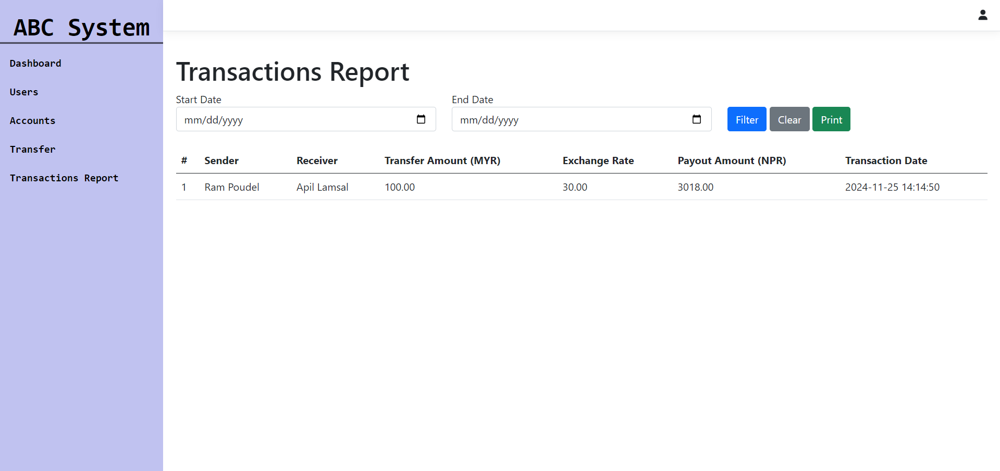 ABC System
Dashboard
Users
Accounts
Transfer
Transactions Report
Transactions Report
Start Date
End Date
mm/dd/yyyy
mm/dd/yyyy
Filter
Clear
Print
# Sender Receiver Transfer Amount (MYR) Exchange Rate Payout Amount (NPR) Transaction Date
1 Ram Poudel Apil Lamsal 100.00 30.00 3018.00 2024-11-25 14:14:50